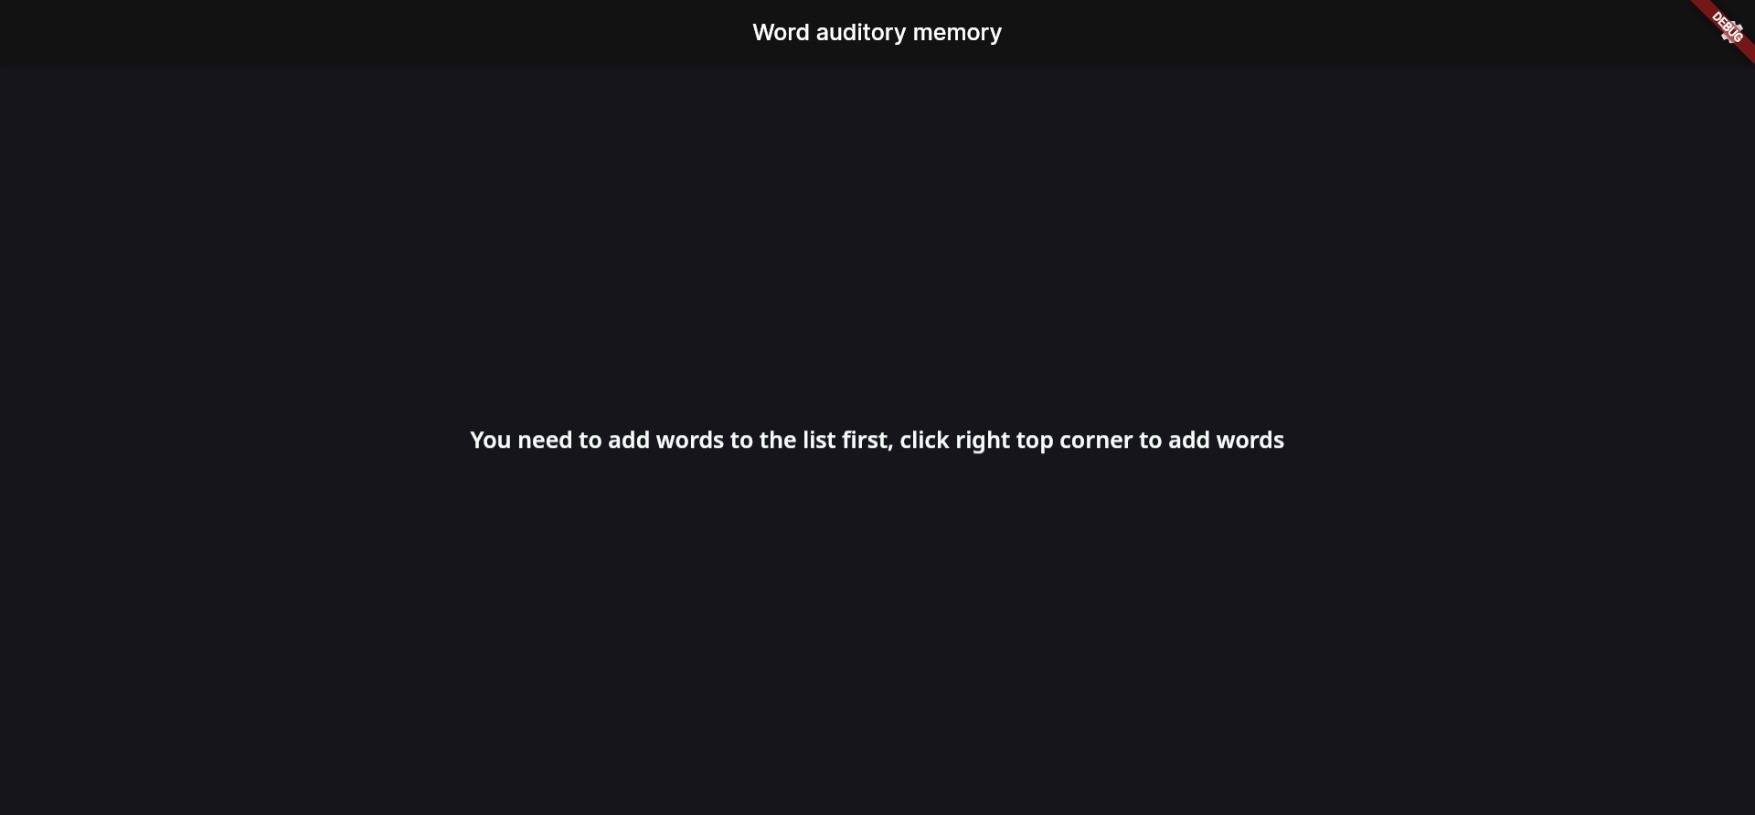 Word auditory memory
DEBUG
You need to add words to the list first, click right top corner to add words